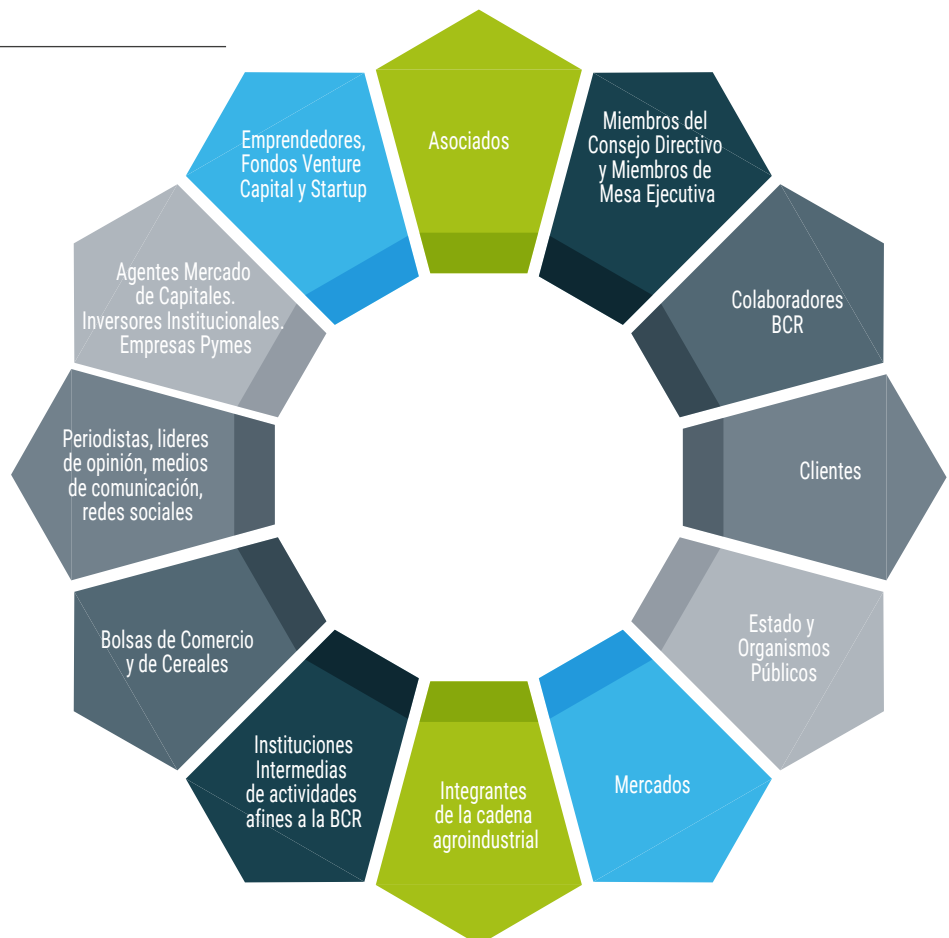 Asociados
Miembros del
Consejo Directivo
y Miembros de
Mesa Ejecutiva
Colaboradores
BCR
Clientes
Estado y
Organismos
Públicos
Mercados
Integrantes
de la cadena
agroindustrial
Instituciones
Intermedias
de actividades
afines a la BCR
Bolsas de Comercio
y de Cereales
Periodistas, lideres
de opinión, medios
de comunicación,
redes sociales
Agentes Mercado
de Capitales.
Inversores Institucionales.
Empresas Pymes
Emprendedores,
Fondos Venture
Capital y Startup